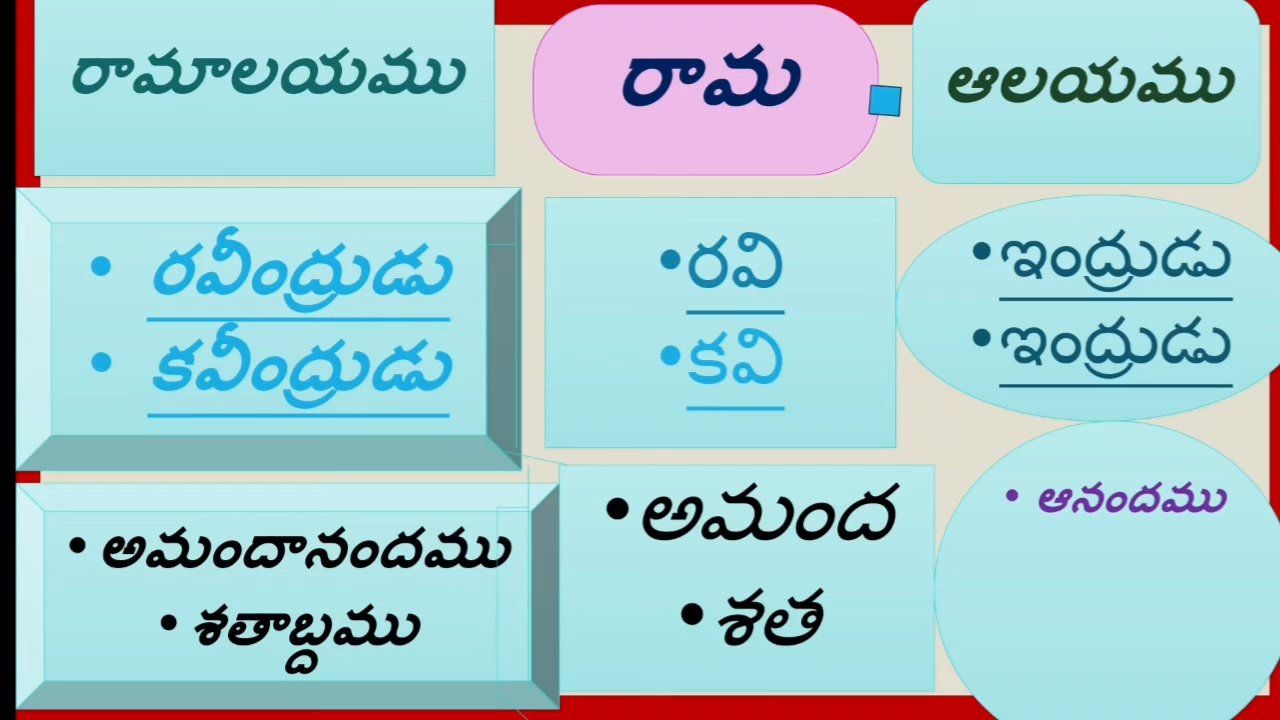 రామాలయము
రామ
ఆలయము
• రవీంద్రుడు
• కవీంద్రుడు
•రవి
•కవి
•ఇంద్రుడు
•ఇంద్రుడు
• అమందానందము
• శతాబ్దము
•అమంద
•శత
• ఆనందము